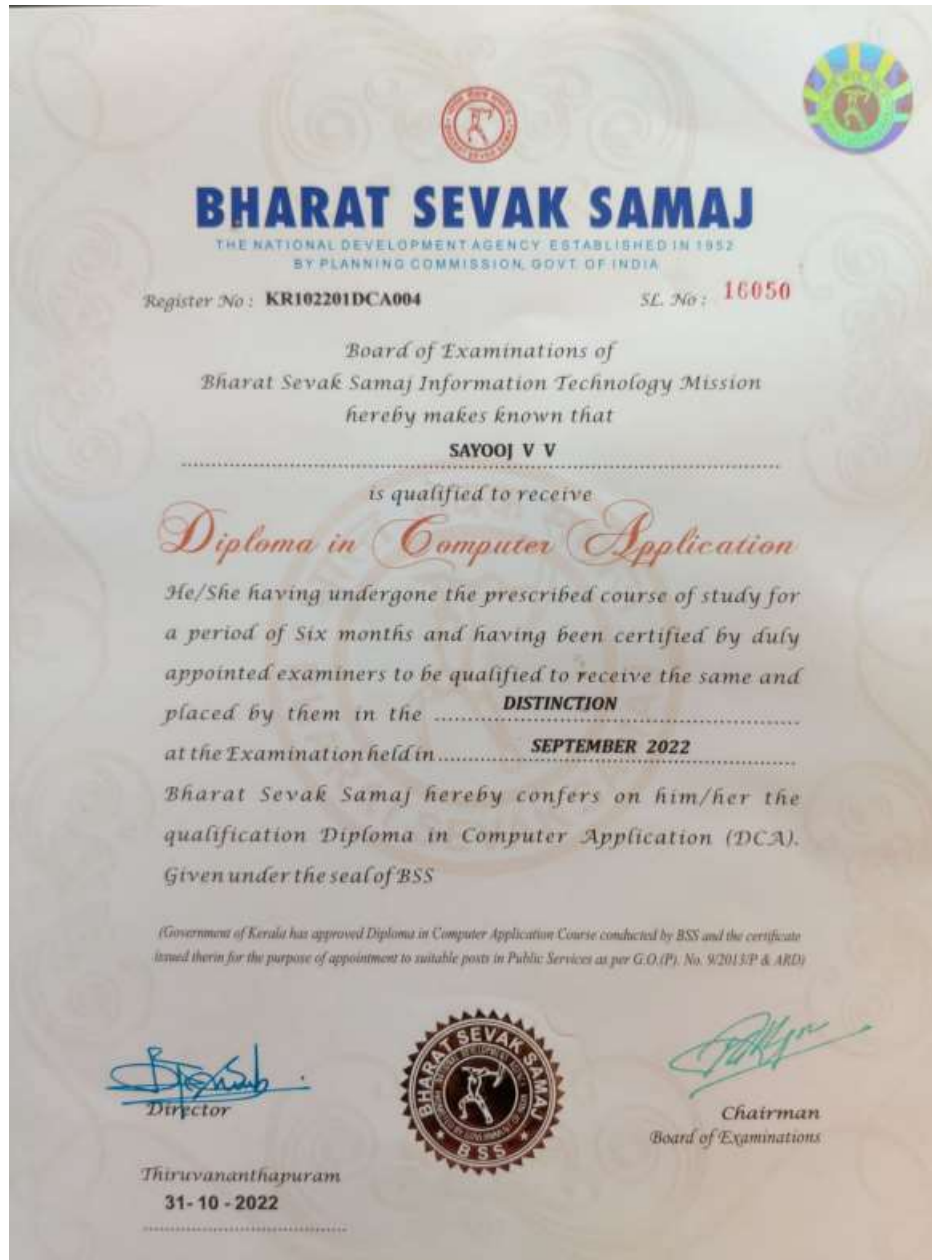 BHARAT SEVAK SAMAJ
THE NATIONAL DEVELOPMENT AGENCY ESTABLISHED IN 1952
BY PLANNING COMMISSION, GOVT. OF INDIA
Register No : KR102201DCA004
SL. No : 16050
Board of Examinations of
Bharat Sevak Samaj Information Technology Mission
hereby makes known that
SAYOOJ V V
is qualified to receive
Diploma in Computer Application
He/She having undergone the prescribed course of study for
a period of Six months and having been certified by duly
appointed examiners to be qualified to receive the same and
placed by them in the ..... DISTINCTION
at the Examination held in ..... SEPTEMBER 2022
Bharat Sevak Samaj hereby confers on him/her the
qualification Diploma in Computer Application (DCA).
Given under the seal of BSS
(Government of Kerala has approved Diploma in Computer Application Course conducted by BSS and the certificate
issued therin for the purpose of appointment to suitable posts in Public Services as per G.O.(P). No. 9/2013/P & ARD)
BHARAT SEVAK SAMAJ
BSS
Director
Chairman
Board of Examinations
Thiruvananthapuram
31- 10 - 2022